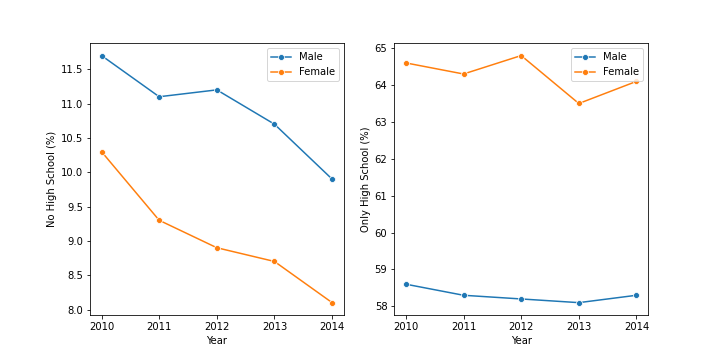 Male
Female
No High School (%)
11.5
11.0
10.5
10.0
9.5
9.0
8.5
8.0
2010 2011 2012 2013 2014
Year
Male
Female
Only High School (%)
65
64
63
62
61
60
59
58
2010 2011 2012 2013 2014
Year